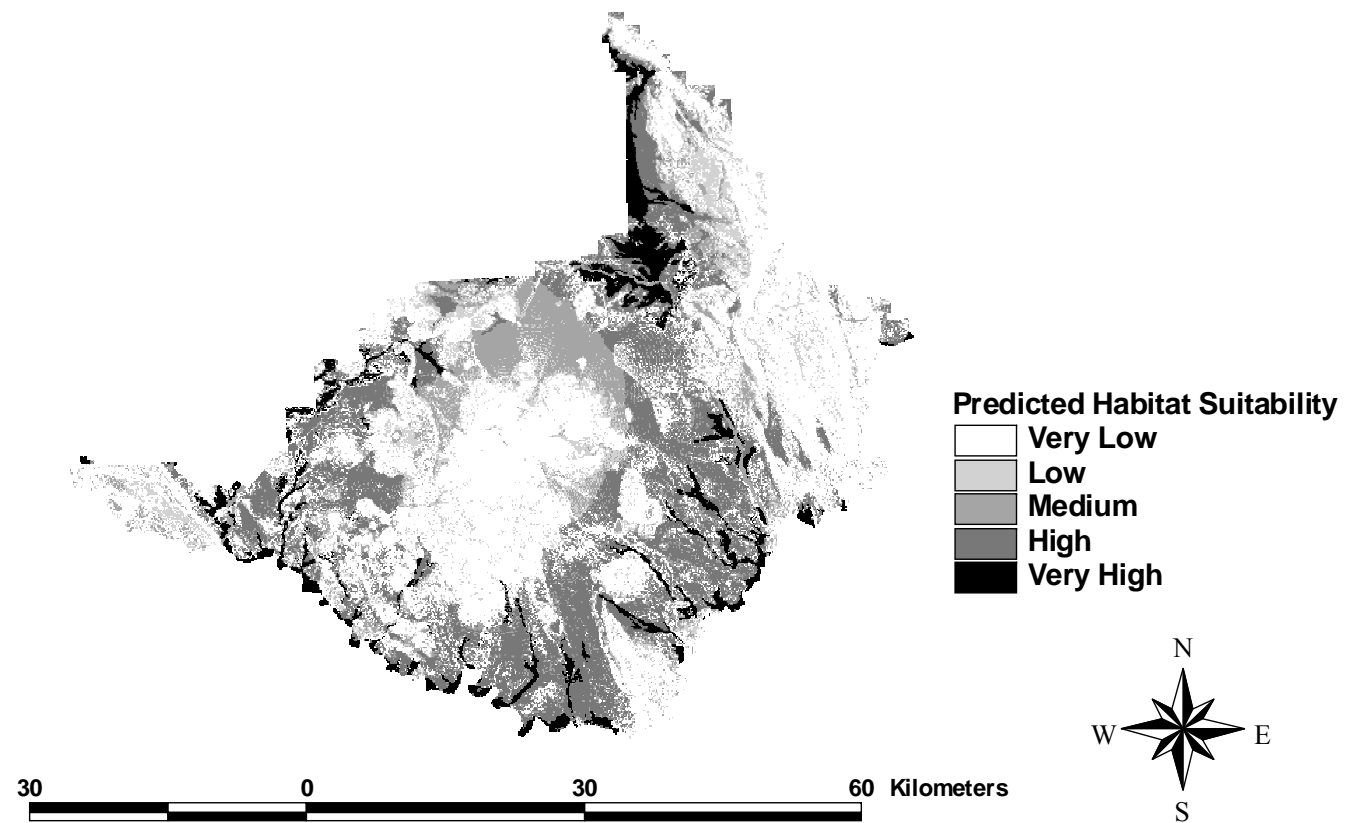 Predicted Habitat Suitability
Very Low
Low
Medium
High
Very High
N
W E
S
30 0 30 60 Kilometers